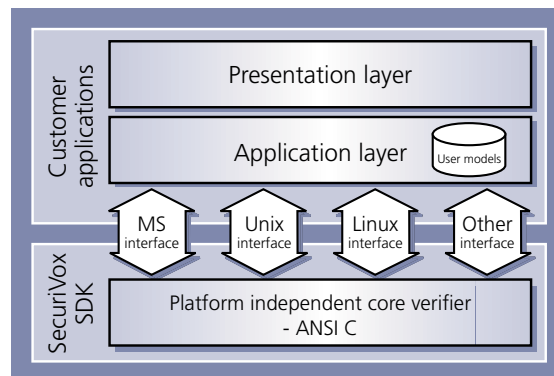 Customer
applications
Presentation layer
Application layer
User models
MS
interface
Unix
interface
Linux
interface
Other
interface
SecuriVox
SDK
Platform independent core verifier
- ANSI C